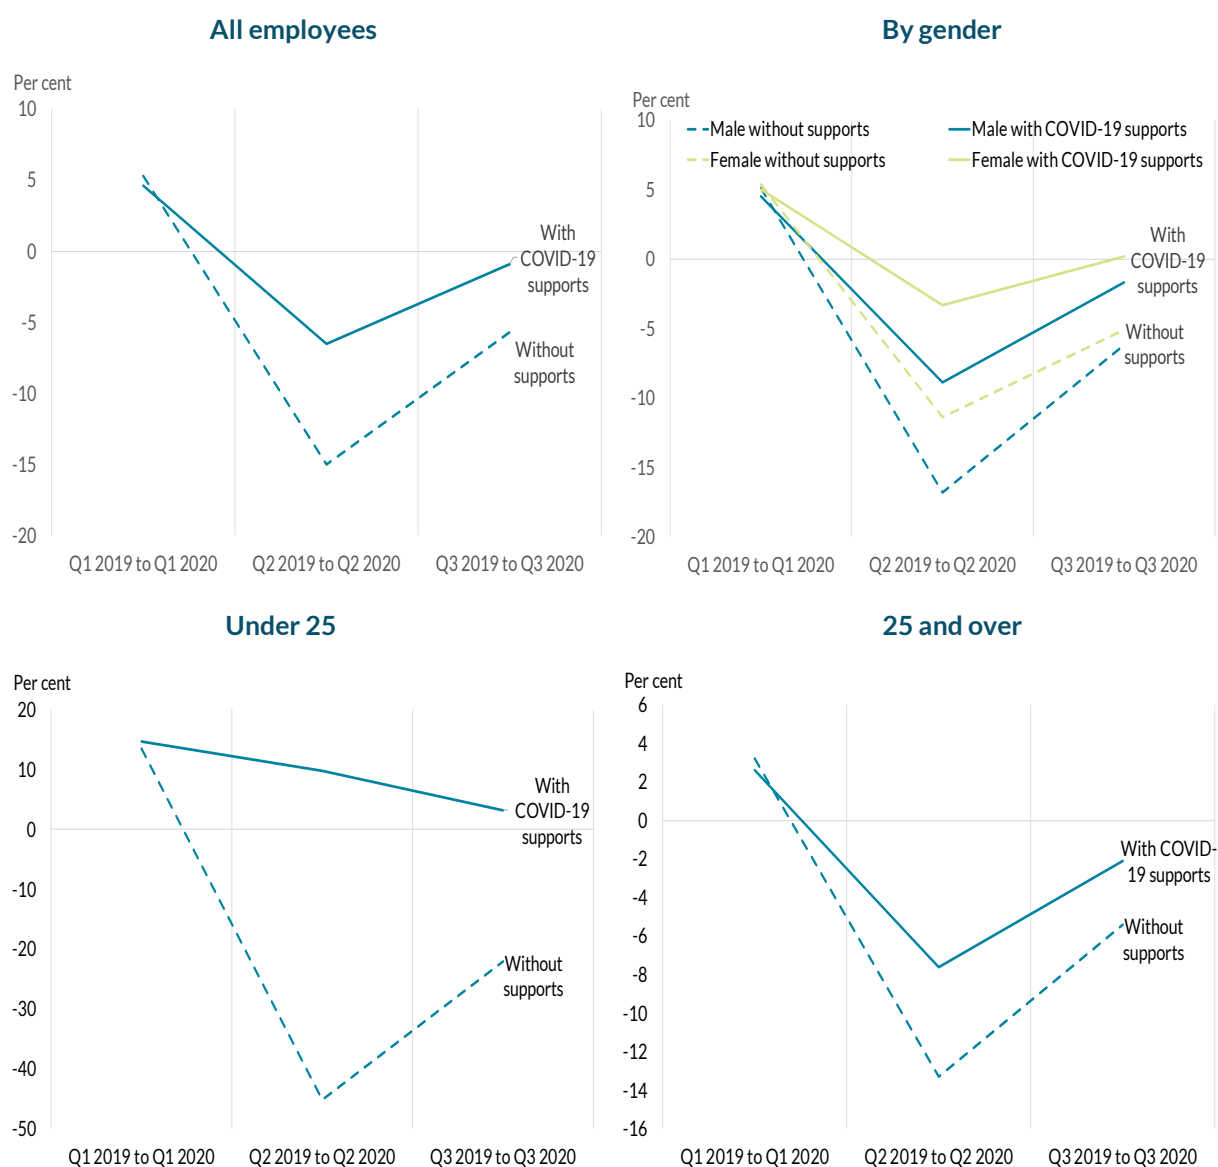 All employees
Per cent
10
5
0
-5
-10
-15
-20
With
COVID-19
supports
Without
supports
Q1 2019 to Q1 2020
Q2 2019 to Q2 2020
Q3 2019 to Q3 2020
By gender
Per cent
10
5
0
-5
-10
-15
-20
Male without supports
Male with COVID-19 supports
Female without supports
Female with COVID-19 supports
With
COVID-19
supports
Without
supports
Q1 2019 to Q1 2020
Q2 2019 to Q2 2020
Q3 2019 to Q3 2020
Under 25
Per cent
20
10
0
-10
-20
-30
-40
-50
With
COVID-19
supports
Without
supports
Q1 2019 to Q1 2020
Q2 2019 to Q2 2020
Q3 2019 to Q3 2020
25 and over
Per cent
6
4
2
0
-2
-4
-6
-8
-10
-12
-14
-16
With COVID-
19 supports
Without
supports
Q1 2019 to Q1 2020
Q2 2019 to Q2 2020
Q3 2019 to Q3 2020